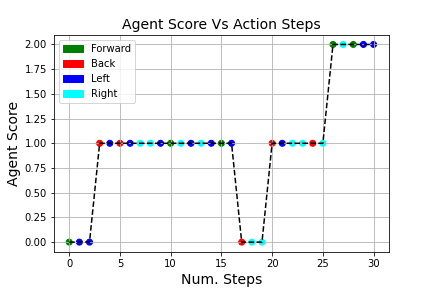 Agent Score Vs Action Steps
Agent Score
2.00
1.75
1.50
1.25
1.00
0.75
0.50
0.25
0.00
Forward
Back
Left
Right
0 5 10 15 20 25 30
Num. Steps